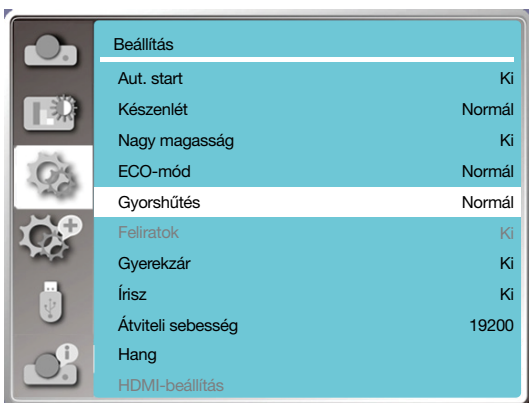 Beállítás
Aut. start Ki
Készenlét Normál
Nagy magasság Ki
ECO-mód Normál
Gyorshűtés Normál
Feliratok Ki
Gyerekzár Ki
Írisz Ki
Átviteli sebesség 19200
Hang
HDMI-beállítás